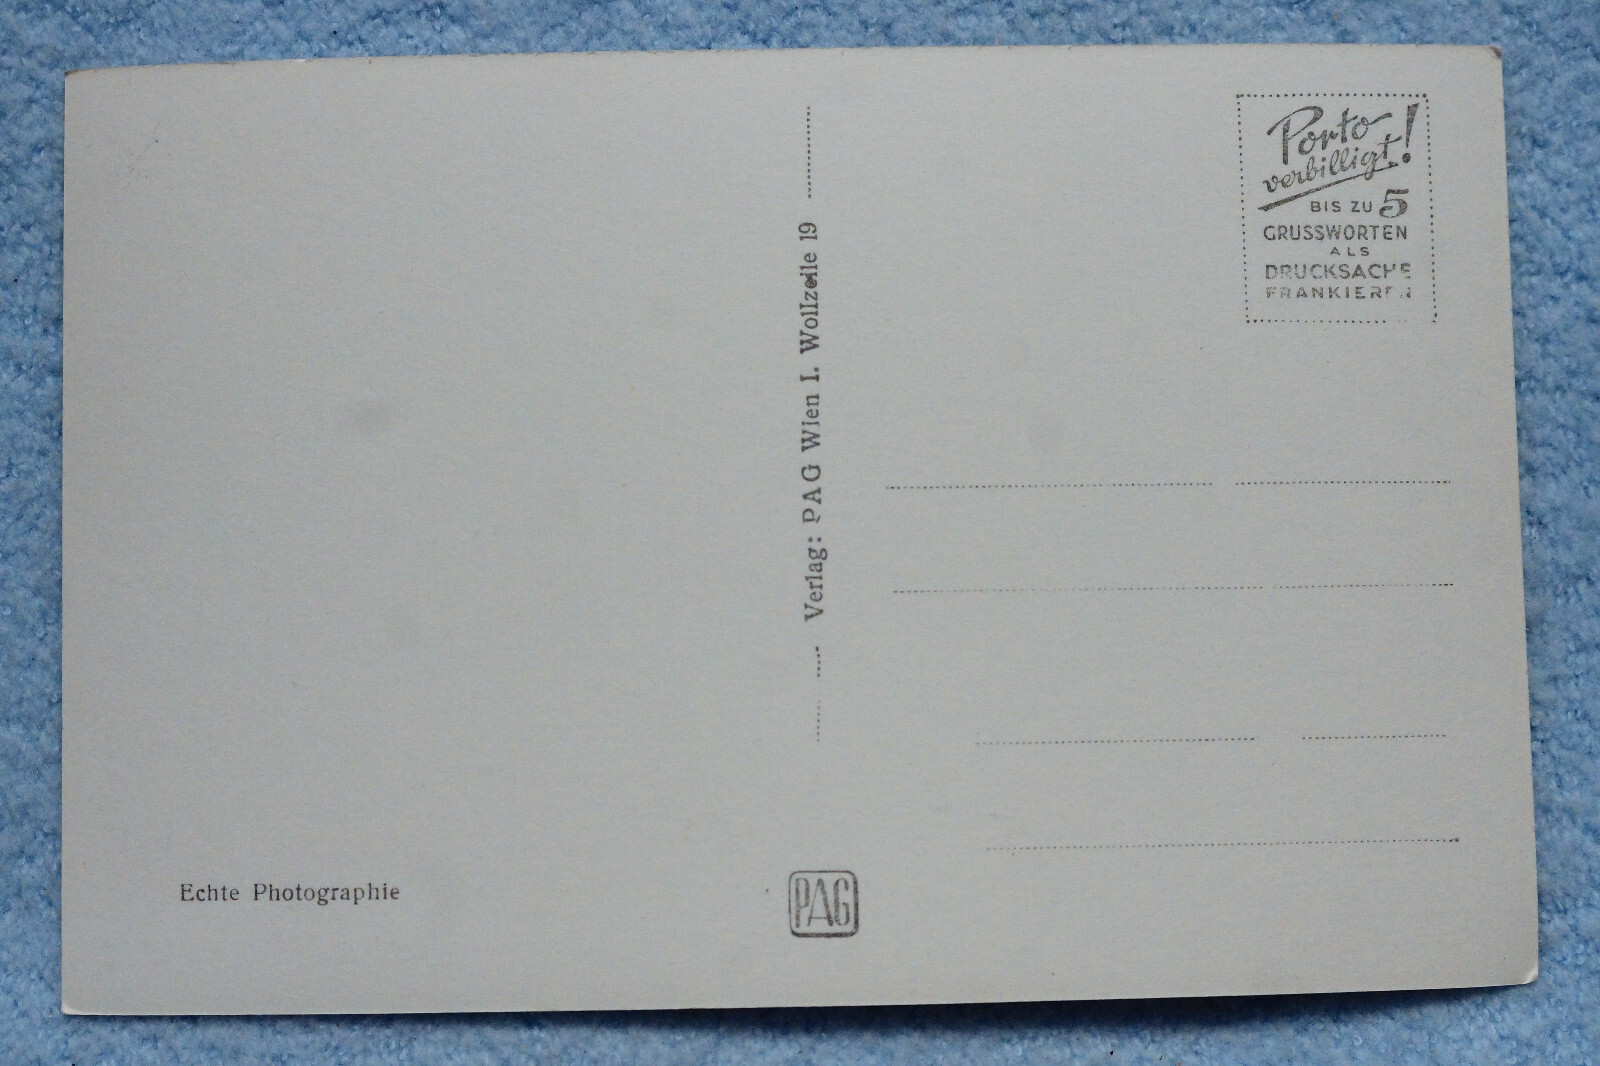 Porto
verbilligt!
BIS ZU 5
GRUSSWORTEN
ALS
DRUCKSACHE
FRANKIEREN
Verlag: PAG Wien I. Wollzeile 19
Echte Photographie
PAG